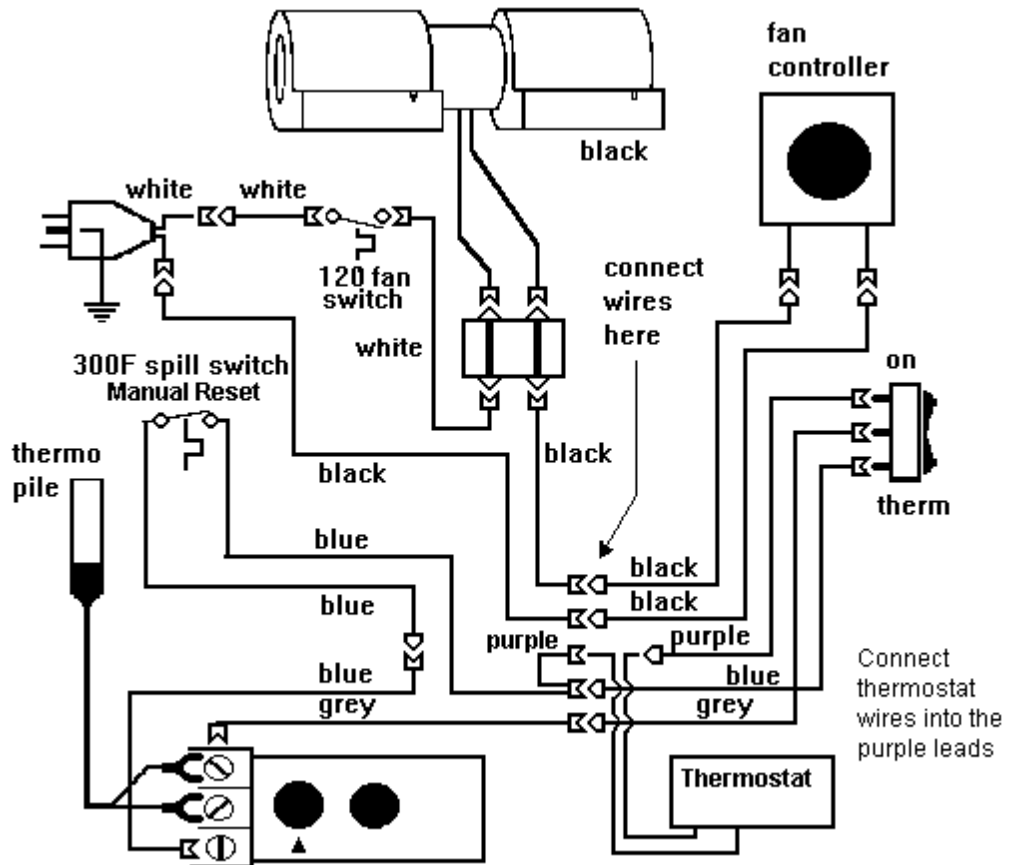 fan
controller
black
white
white
120 fan
switch
connect
wires
here
white
300F spill switch
Manual Reset
on
thermo
pile
black
black
therm
blue
black
blue
black
purple
purple
blue
blue
grey
grey
Connect
thermostat
wires into the
purple leads
Thermostat